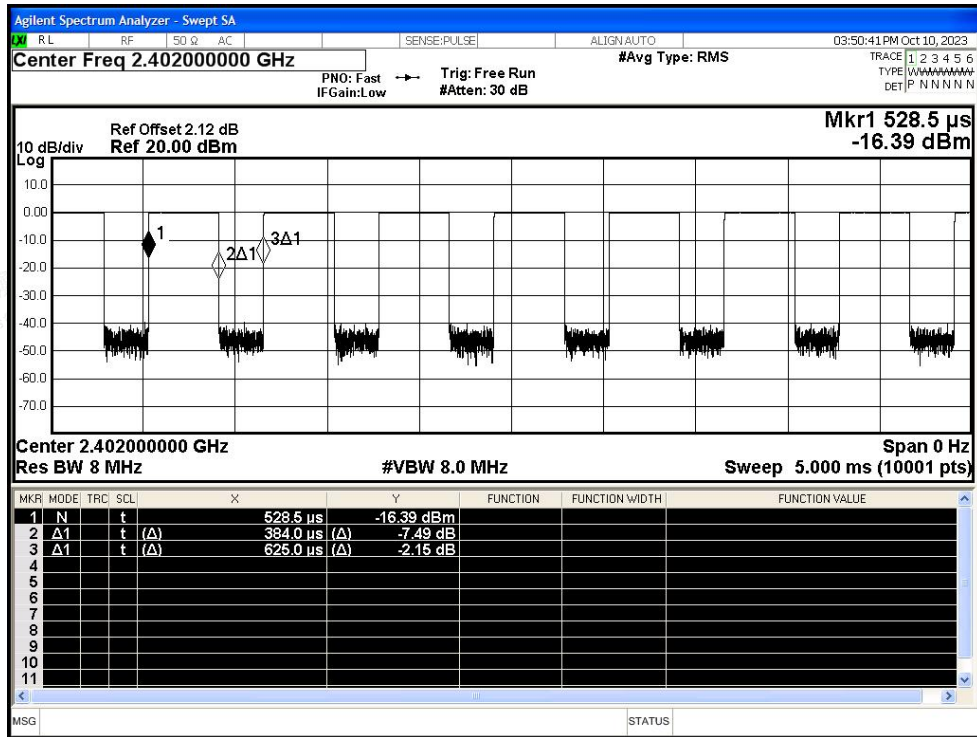 Agilent Spectrum Analyzer - Swept SA
LXI RL RF 50 Ω AC SENSE:PULSE ALIGN AUTO 03:50:41 PM Oct 10, 2023
Center Freq 2.402000000 GHz #Avg Type: RMS TRACE 1 2 3 4 5 6
PNO: Fast Trig: Free Run TYPE
IFGain:Low #Atten: 30 dB DET P N N N N N
Mkr1 528.5 µs
Ref Offset 2.12 dB
10 dB/div Ref 20.00 dBm -16.39 dBm
Log
10.0
0.00
1
2Δ1 3Δ1
-10.0
-20.0
-30.0
-40.0
-50.0
-60.0
-70.0
Center 2.402000000 GHz Span 0 Hz
Res BW 8 MHz #VBW 8.0 MHz Sweep 5.000 ms (10001 pts)
MKR MODE TRC SCL X Y FUNCTION FUNCTION WIDTH FUNCTION VALUE
1 N t 528.5 µs -16.39 dBm
2 Δ1 t (Δ) 384.0 µs (Δ) -7.49 dB
3 Δ1 t (Δ) 625.0 µs (Δ) -2.15 dB
4
5
6
7
8
9
10
11
MSG STATUS